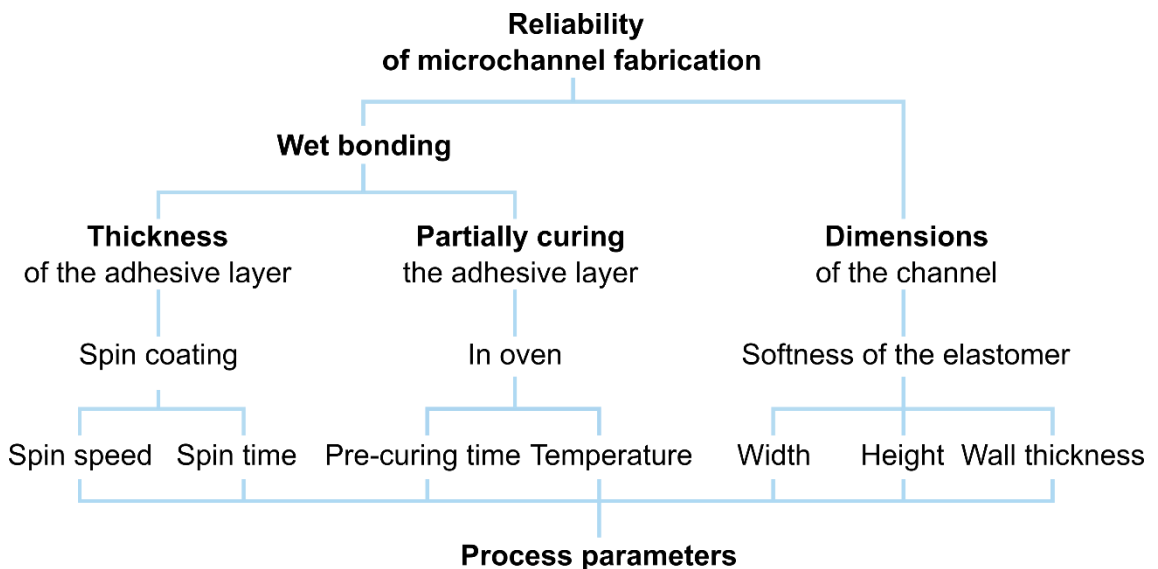 Reliability
of microchannel fabrication
Wet bonding
Thickness
of the adhesive layer
Partially curing
the adhesive layer
Dimensions
of the channel
Spin coating
In oven
Softness of the elastomer
Spin speed
Spin time
Pre-curing time
Temperature
Width
Height
Wall thickness
Process parameters